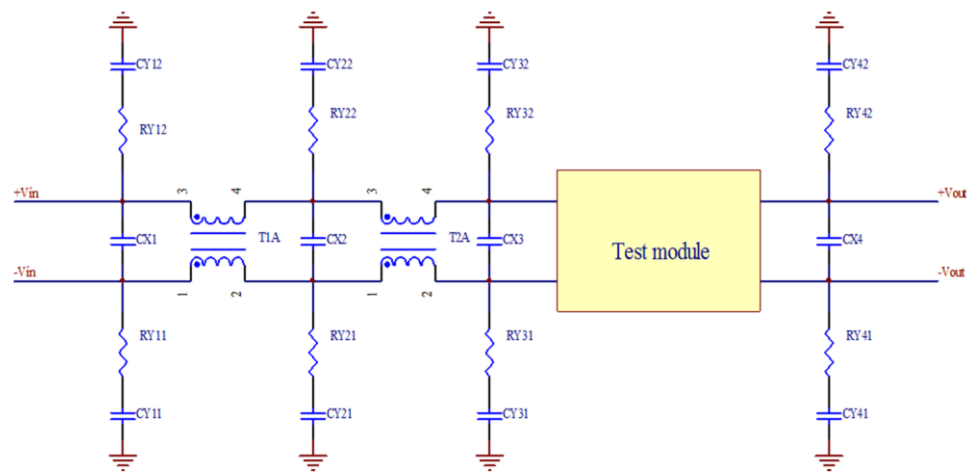 CY12 CY22 CY32 CY42
RY12 RY22 RY32 RY42
+Vin 3 4 3 4 +Vout
CX1 T1A CX2 T2A CX3 Test module CX4
-Vin 1 2 1 2 -Vout
RY11 RY21 RY31 RY41
CY11 CY21 CY31 CY41